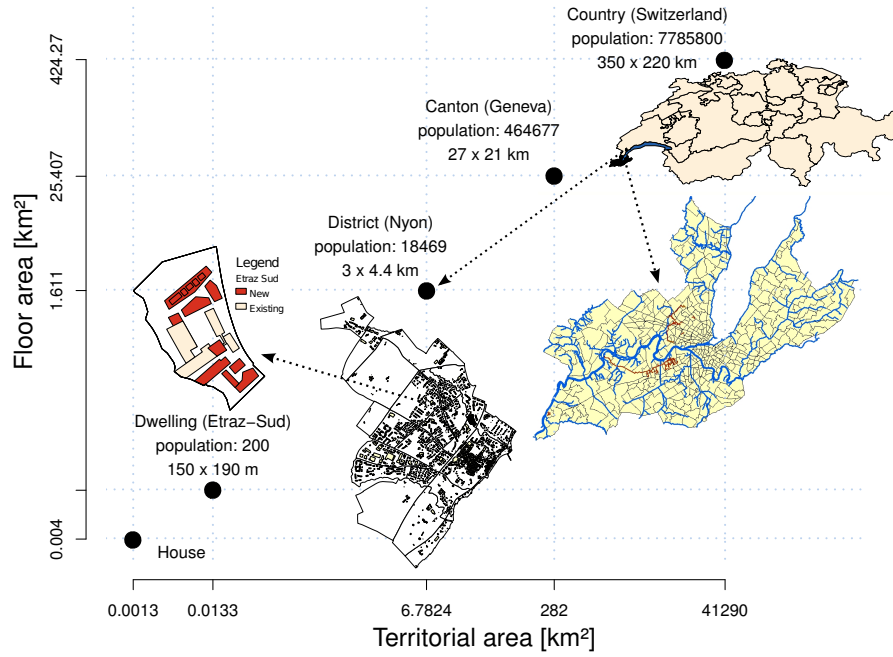 Country (Switzerland)
population: 7785800
350 x 220 km
Canton (Geneva)
population: 464677
27 x 21 km
District (Nyon)
population: 18469
3 x 4.4 km
Legend
Etraz Sud
New
Existing
Dwelling (Etraz−Sud)
population: 200
150 x 190 m
House
Floor area [km²]
424.27
25.407
1.611
0.004
0.0013
0.0133
6.7824
282
41290
Territorial area [km²]